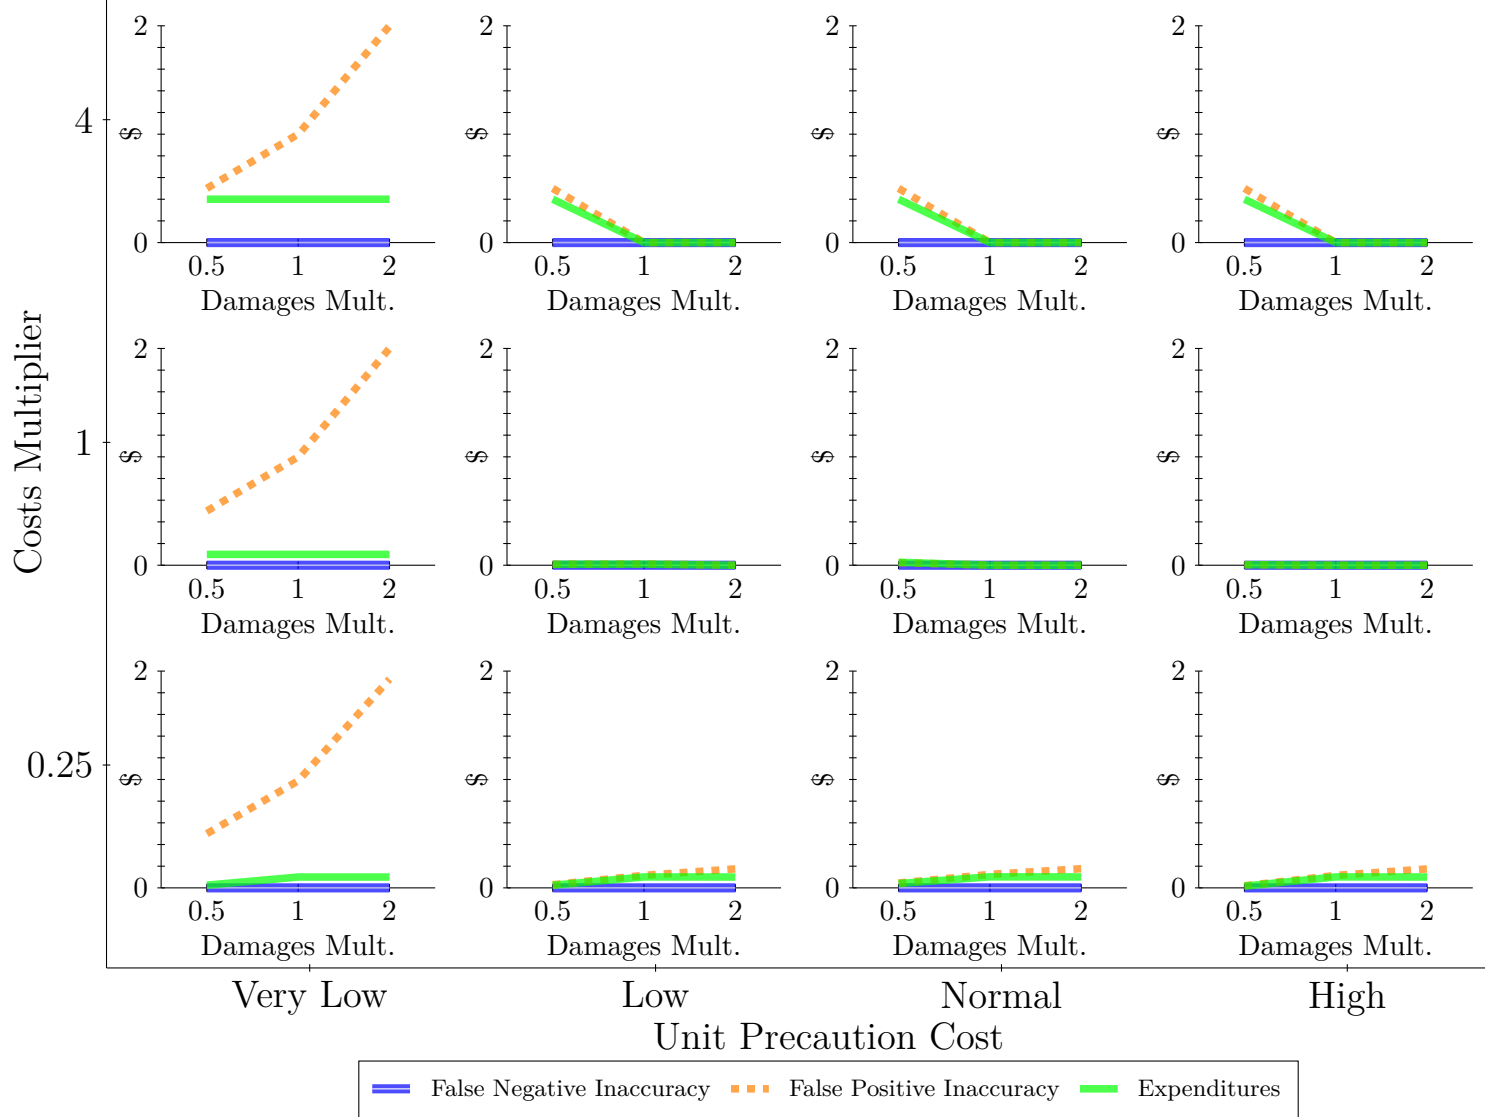 Costs Multiplier
4
2
$
0
0.5 1 2
Damages Mult.
2
$
0
0.5 1 2
Damages Mult.
2
$
0
0.5 1 2
Damages Mult.
2
$
0
0.5 1 2
Damages Mult.
1
2
$
0
0.5 1 2
Damages Mult.
2
$
0
0.5 1 2
Damages Mult.
2
$
0
0.5 1 2
Damages Mult.
2
$
0
0.5 1 2
Damages Mult.
0.25
2
$
0
0.5 1 2
Damages Mult.
2
$
0
0.5 1 2
Damages Mult.
2
$
0
0.5 1 2
Damages Mult.
2
$
0
0.5 1 2
Damages Mult.
Very Low Low Normal High
Unit Precaution Cost
False Negative Inaccuracy False Positive Inaccuracy Expenditures